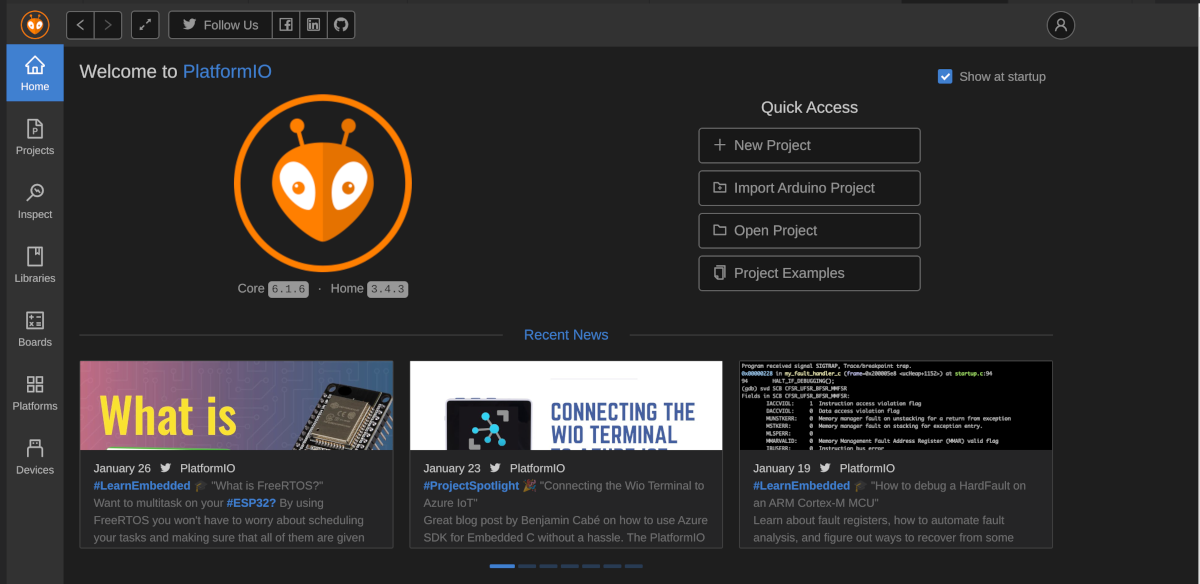 Follow Us
Home
Projects
Inspect
Libraries
Boards
Platforms
Devices
Welcome to PlatformIO
Show at startup
Core 6.1.6 · Home 3.4.3
Quick Access
New Project
Import Arduino Project
Open Project
Project Examples
Recent News
What is
January 26 PlatformIO
#LearnEmbedded 🎓 "What is FreeRTOS?"
Want to multitask on your #ESP32? By using
FreeRTOS you won't have to worry about scheduling
your tasks and making sure that all of them are given
CONNECTING THE
WIO TERMINAL
TO AZURE IOT
January 23 PlatformIO
#ProjectSpotlight 🎉 "Connecting the Wio Terminal to
Azure IoT"
Great blog post by Benjamin Cabé on how to use Azure
SDK for Embedded C without a hassle. The PlatformIO
Program received signal SIGTRAP, Trace/breakpoint trap.
0x00000228 in my_fault_handler_c (frame=0x200005e8 <ucHeap+1152>) at startup.c:94
94 HALT_IF_DEBUGGING();
(gdb) svd SCB CFSR_UFSR_BFSR_MMFSR
Fields in SCB CFSR_UFSR_BFSR_MMFSR:
IACCVIOL: 1 Instruction access violation flag
DACCVIOL: 0 Data access violation flag
MUNSTKERR: 0 Memory manager fault on unstacking for a return from exception
MSTKERR: 0 Memory manager fault on stacking for exception entry.
MLSPERR: 0
MMARVALID: 0 Memory Management Fault Address Register (MMAR) valid flag
IBUSERR: 0 Instruction bus error
January 19 PlatformIO
#LearnEmbedded 🎓 "How to debug a HardFault on
an ARM Cortex-M MCU"
Learn about fault registers, how to automate fault
analysis, and figure out ways to recover from some